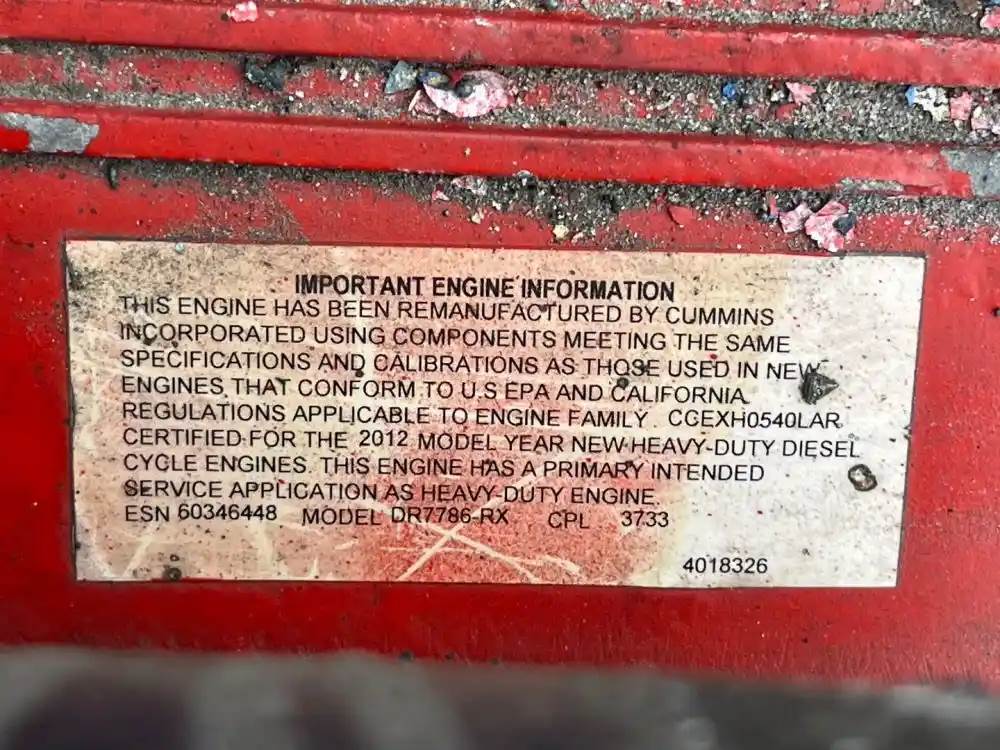 IMPORTANT ENGINE INFORMATION
THIS ENGINE HAS BEEN REMANUFACTURED BY CUMMINS
INCORPORATED USING COMPONENTS MEETING THE SAME
SPECIFICATIONS AND CALIBRATIONS AS THOSE USED IN NEW
ENGINES THAT CONFORM TO U.S EPA AND CALIFORNIA
REGULATIONS APPLICABLE TO ENGINE FAMILY CCEXH0540LAR
CERTIFIED FOR THE 2012 MODEL YEAR NEW HEAVY-DUTY DIESEL
CYCLE ENGINES. THIS ENGINE HAS A PRIMARY INTENDED
SERVICE APPLICATION AS HEAVY-DUTY ENGINE.
ESN 60346448 MODEL DR7786-RX CPL 3733
4018326